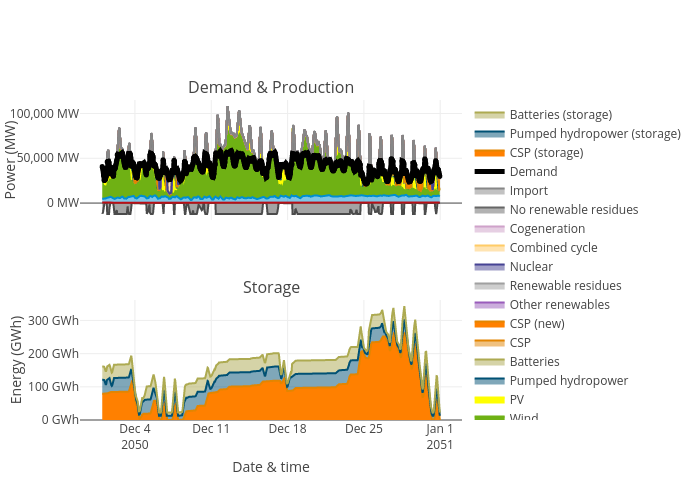 Demand & Production
Power (MW)
100,000 MW
50,000 MW
0 MW
Storage
Energy (GWh)
300 GWh
200 GWh
100 GWh
0 GWh
Dec 4
2050
Dec 11
Dec 18
Dec 25
Jan 1
2051
Date & time
Batteries (storage)
Pumped hydropower (storage)
CSP (storage)
Demand
Import
No renewable residues
Cogeneration
Combined cycle
Nuclear
Renewable residues
Other renewables
CSP (new)
CSP
Batteries
Pumped hydropower
PV
Wind